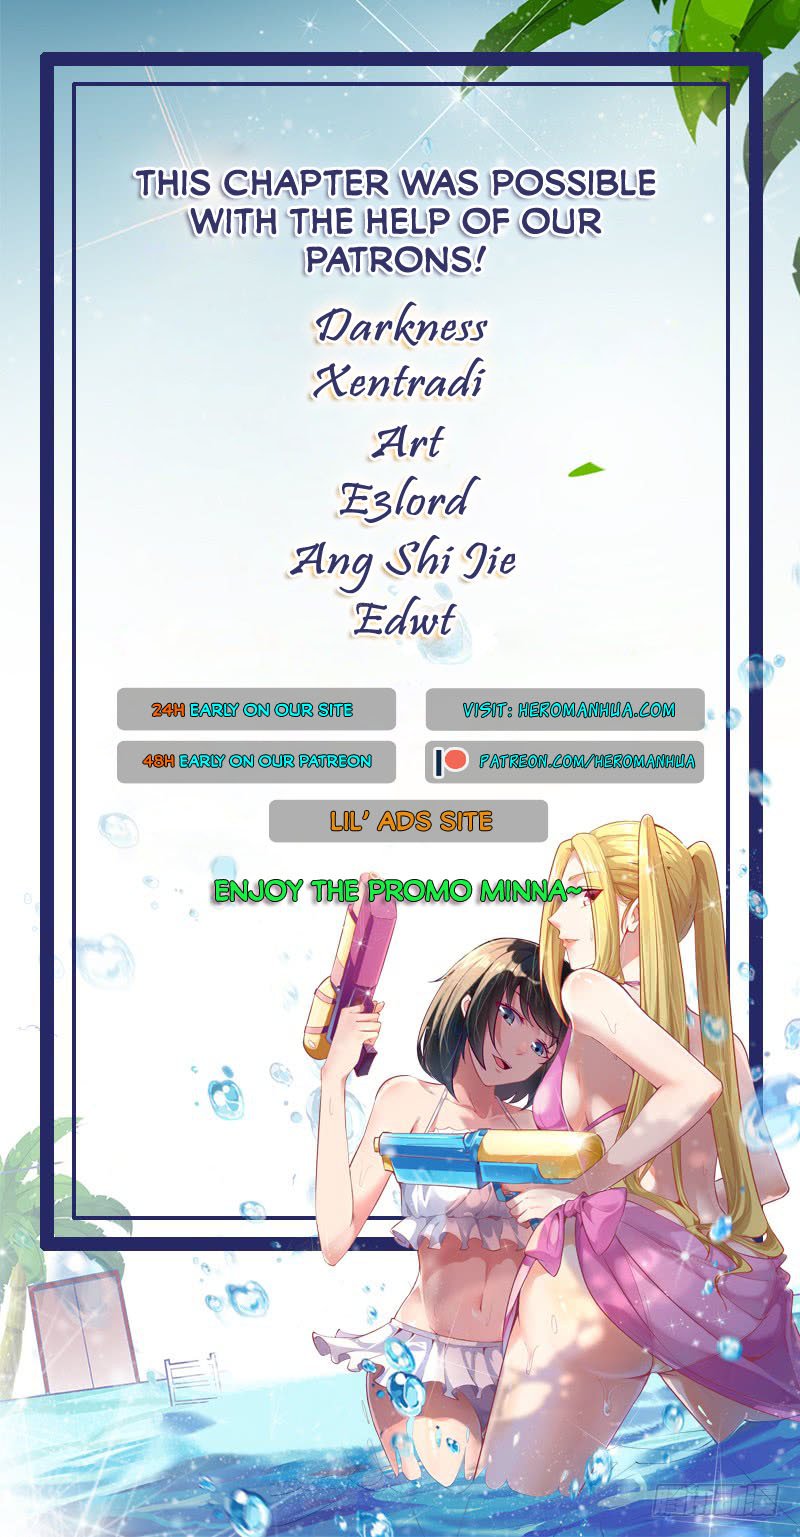 THIS CHAPTER WAS POSSIBLE
WITH THE HELP OF OUR
PATRONS!
Darkness
Xentradi
Art
E3lord
Ang Shi Jie
Edwt
24H EARLY ON OUR SITE
VISIT: HEROMANHUA.COM
48H EARLY ON OUR PATREON
PATREON.COM/HEROMANHUA
LIL' ADS SITE
ENJOY THE PROMO MINNA~